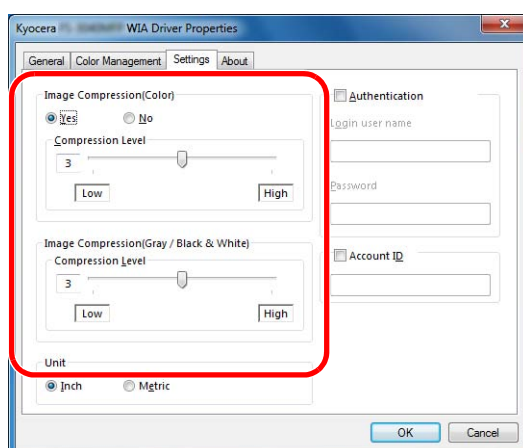 Kyocera WIA Driver Properties
General Color Management Settings About
Image Compression(Color)
Yes No
Compression Level
3
Low High
Image Compression(Gray / Black & White)
Compression Level
3
Low High
Unit
Inch Metric
Authentication
Login user name
Password
Account ID
OK Cancel